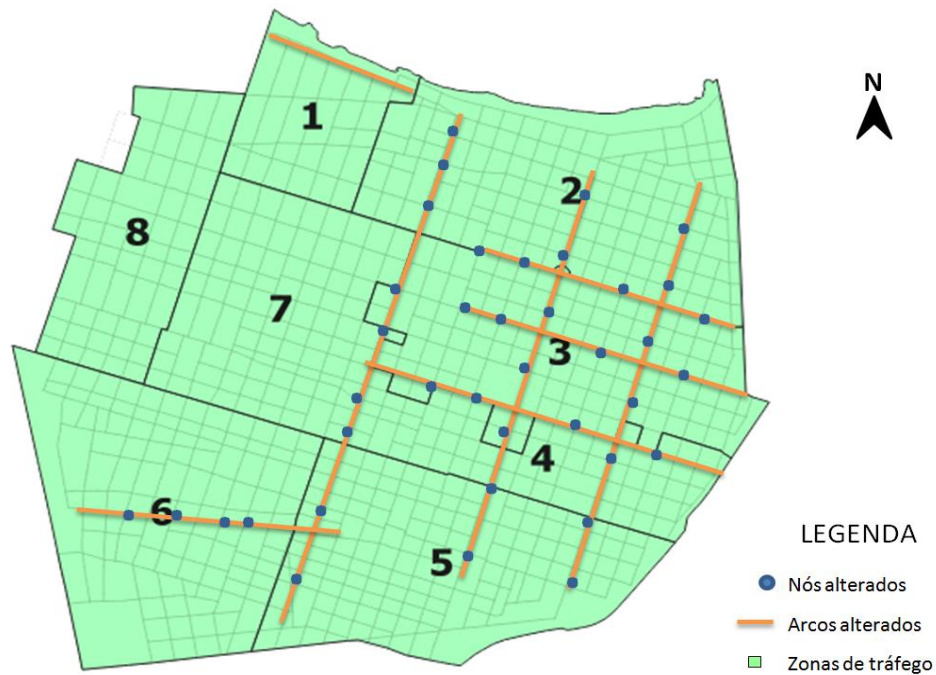 N
1
2
8
7
3
4
6
5
LEGENDA
Nós alterados
Arcos alterados
Zonas de tráfego